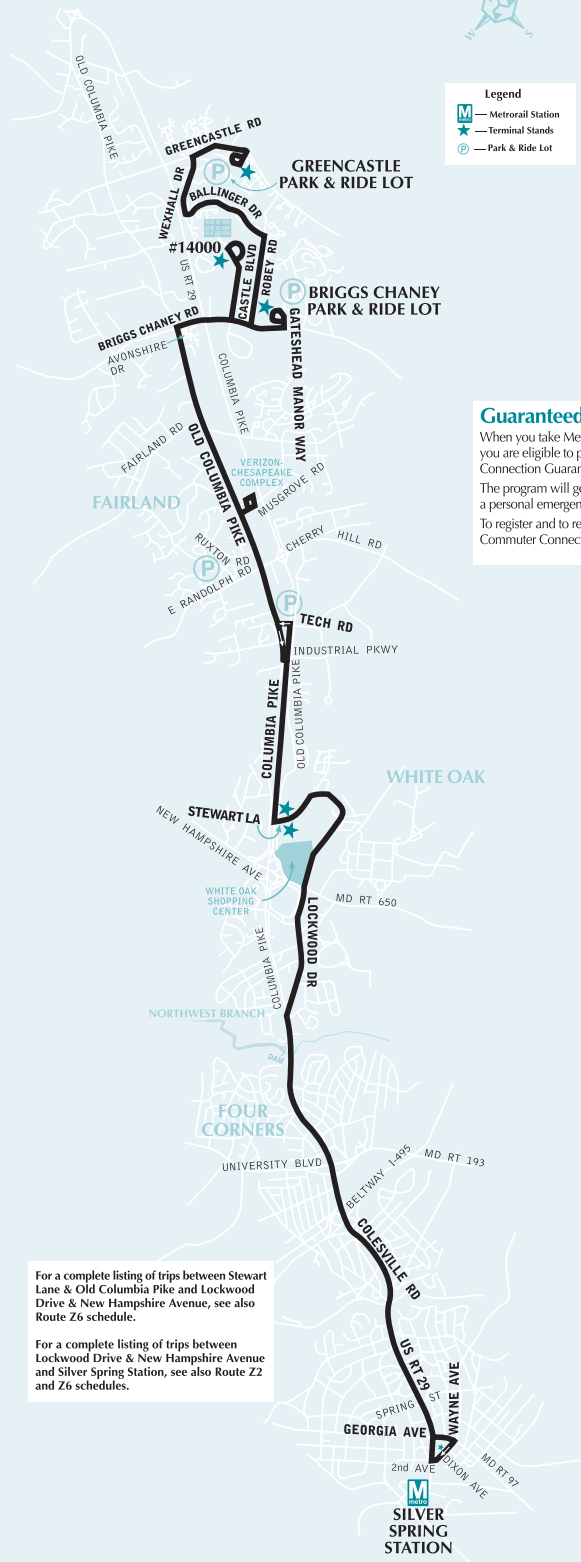 W
S
Legend
M
metro
— Metrorail Station
— Terminal Stands
P
— Park & Ride Lot
OLD COLUMBIA PIKE
GREENCASTLE RD
P
GREENCASTLE
PARK & RIDE LOT
WEXHALL DR
BALLINGER DR
#14000
US RT 29
CASTLE BLVD
ROBEY RD
P
BRIGGS CHANEY
PARK & RIDE LOT
BRIGGS CHANEY RD
AVONSHIRE
DR
GATESHEAD MANOR WAY
COLUMBIA PIKE
OLD COLUMBIA PIKE
FAIRLAND RD
VERIZON-
CHESAPEAKE
COMPLEX
MUSGROVE RD
FAIRLAND
Guaranteed
When you take Me
you are eligible to p
Connection Guaran
The program will ge
a personal emergen
To register and to re
Commuter Connect
CHERRY HILL RD
RUXTON RD
P
E RANDOLPH RD
P
TECH RD
INDUSTRIAL PKWY
COLUMBIA PIKE
OLD COLUMBIA PIKE
WHITE OAK
STEWART LA
NEW HAMPSHIRE AVE
WHITE OAK
SHOPPING
CENTER
MD RT 650
LOCKWOOD DR
COLUMBIA PIKE
NORTHWEST BRANCH
DAM
FOUR
CORNERS
UNIVERSITY BLVD
BELTWAY I-495
MD RT 193
COLESVILLE RD
For a complete listing of trips between Stewart
Lane & Old Columbia Pike and Lockwood
Drive & New Hampshire Avenue, see also
Route Z6 schedule.
For a complete listing of trips between
Lockwood Drive & New Hampshire Avenue
and Silver Spring Station, see also Route Z2
and Z6 schedules.
US RT 29
SPRING ST
WAYNE AVE
GEORGIA AVE
2nd AVE
DIXON AVE
MD RT 97
M
metro
SILVER
SPRING
STATION